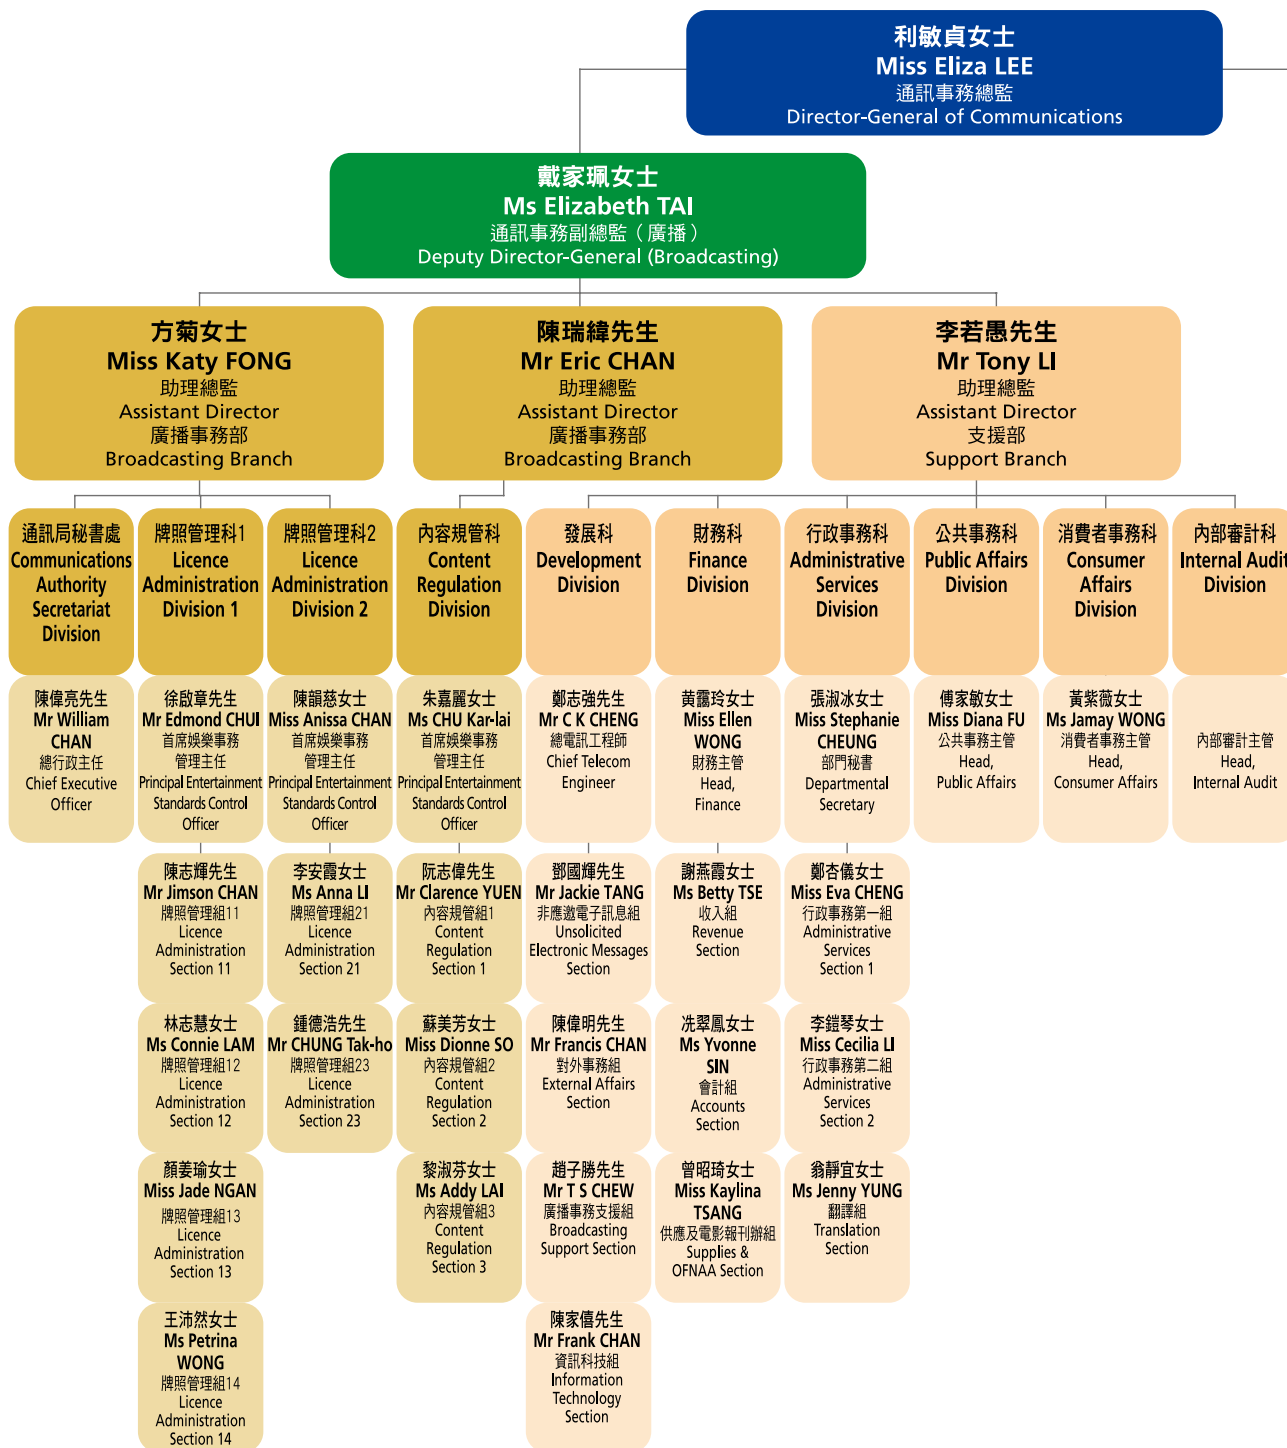 利敏貞女士
Miss Eliza LEE
通訊事務總監
Director-General of Communications
戴家珮女士
Ms Elizabeth TAI
通訊事務副總監（廣播）
Deputy Director-General (Broadcasting)
方菊女士
Miss Katy FONG
助理總監
Assistant Director
廣播事務部
Broadcasting Branch
陳瑞緯先生
Mr Eric CHAN
助理總監
Assistant Director
廣播事務部
Broadcasting Branch
李若愚先生
Mr Tony LI
助理總監
Assistant Director
支援部
Support Branch
通訊局秘書處
Communications
Authority
Secretariat
Division
牌照管理科1
Licence
Administration
Division 1
牌照管理科2
Licence
Administration
Division 2
內容規管科
Content
Regulation
Division
發展科
Development
Division
財務科
Finance
Division
行政事務科
Administrative
Services
Division
公共事務科
Public Affairs
Division
消費者事務科
Consumer
Affairs
Division
內部審計科
Internal Audit
Division
陳偉亮先生
Mr William
CHAN
總行政主任
Chief Executive
Officer
徐啟章先生
Mr Edmond CHUI
首席娛樂事務
管理主任
Principal Entertainment
Standards Control
Officer
陳韻慈女士
Miss Anissa CHAN
首席娛樂事務
管理主任
Principal Entertainment
Standards Control
Officer
朱嘉麗女士
Ms CHU Kar-lai
首席娛樂事務
管理主任
Principal Entertainment
Standards Control
Officer
鄭志強先生
Mr C K CHENG
總電訊工程師
Chief Telecom
Engineer
黄靄玲女士
Miss Ellen
WONG
財務主管
Head,
Finance
張淑冰女士
Miss Stephanie
CHEUNG
部門秘書
Departmental
Secretary
傅家敏女士
Miss Diana FU
公共事務主管
Head,
Public Affairs
黃紫薇女士
Ms Jamay WONG
消費者事務主管
Head,
Consumer Affairs
內部審計主管
Head,
Internal Audit
陳志輝先生
Mr Jimson CHAN
牌照管理組11
Licence
Administration
Section 11
李安霞女士
Ms Anna LI
牌照管理組21
Licence
Administration
Section 21
阮志偉先生
Mr Clarence YUEN
內容規管組1
Content
Regulation
Section 1
鄧國輝先生
Mr Jackie TANG
非應邀電子訊息組
Unsolicited
Electronic Messages
Section
謝燕霞女士
Ms Betty TSE
收入組
Revenue
Section
鄭杏儀女士
Miss Eva CHENG
行政事務第一組
Administrative
Services
Section 1
林志慧女士
Ms Connie LAM
牌照管理組12
Licence
Administration
Section 12
鍾德浩先生
Mr CHUNG Tak-ho
牌照管理組23
Licence
Administration
Section 23
蘇美芳女士
Miss Dionne SO
內容規管組2
Content
Regulation
Section 2
陳偉明先生
Mr Francis CHAN
對外事務組
External Affairs
Section
冼翠鳳女士
Ms Yvonne
SIN
會計組
Accounts
Section
李鎧琴女士
Miss Cecilia LI
行政事務第二組
Administrative
Services
Section 2
顏姜瑜女士
Miss Jade NGAN
牌照管理組13
Licence
Administration
Section 13
黎淑芬女士
Ms Addy LAI
內容規管組3
Content
Regulation
Section 3
趙子勝先生
Mr T S CHEW
廣播事務支援組
Broadcasting
Support Section
曾昭琦女士
Miss Kaylina
TSANG
供應及電影報刊辦組
Supplies &
OFNAA Section
翁靜宜女士
Ms Jenny YUNG
翻譯組
Translation
Section
王沛然女士
Ms Petrina
WONG
牌照管理組14
Licence
Administration
Section 14
陳家僖先生
Mr Frank CHAN
資訊科技組
Information
Technology
Section